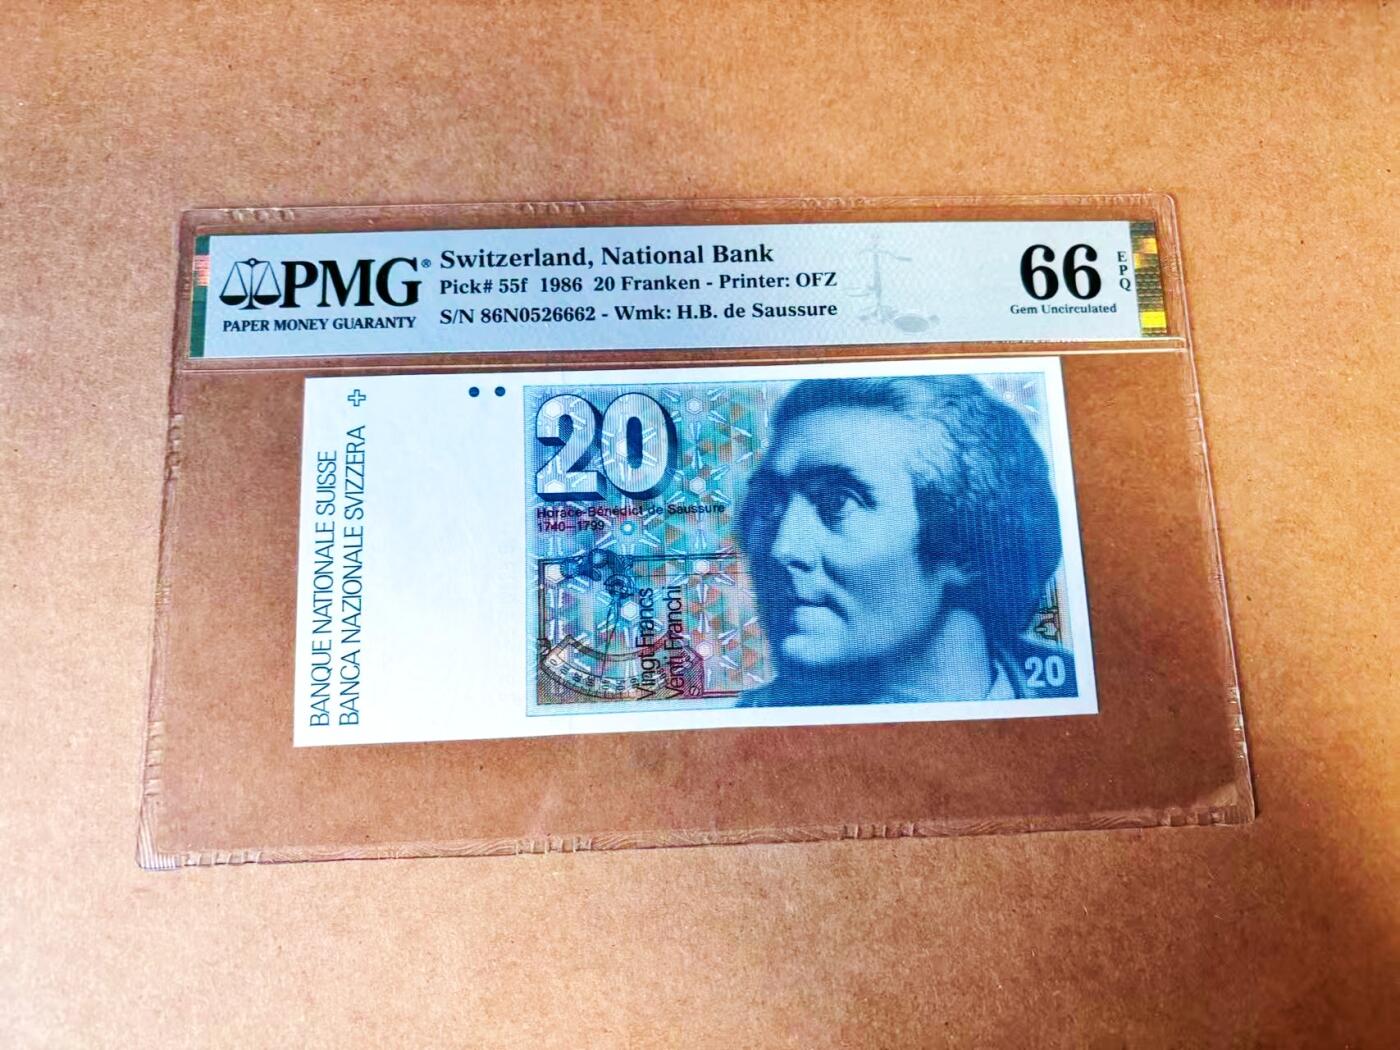 PMG®
PAPER MONEY GUARANTY
Switzerland, National Bank
Pick# 55f 1986 20 Franken - Printer: OFZ
S/N 86N0526662 - Wmk: H.B. de Saussure
66
EPQ
Gem Uncirculated
BANQUE NATIONALE SUISSE
BANCA NAZIONALE SVIZZERA
20
Horace-Bénédict de Saussure
1740–1799
Vingt Francs
Venti Franchi
20